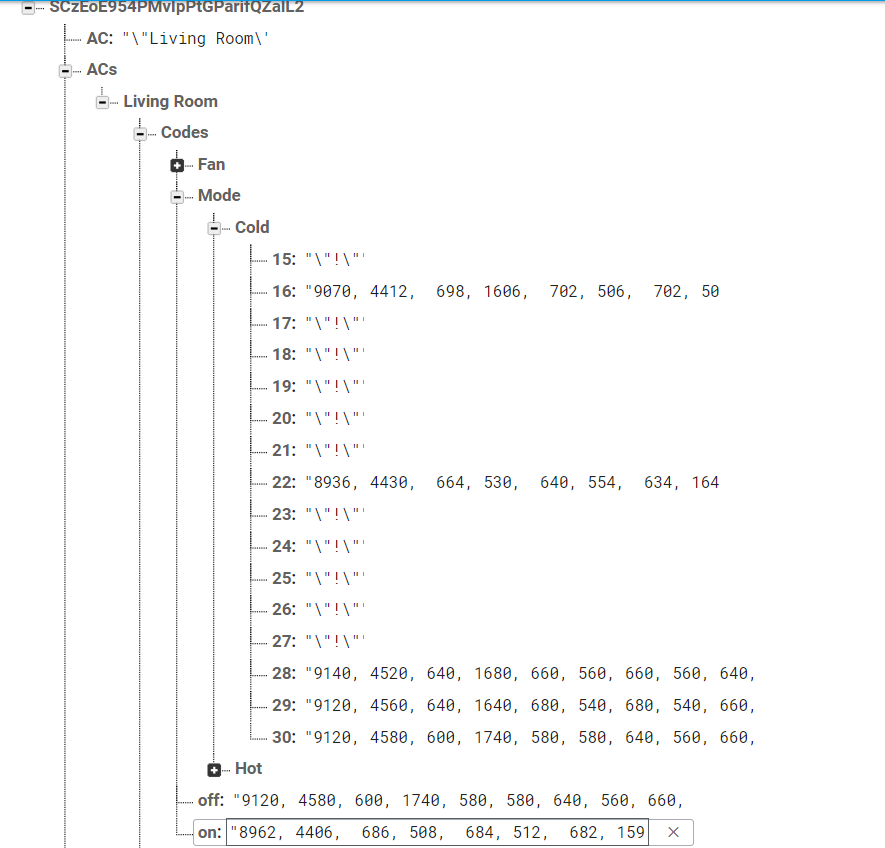 SCzEoE954PMvIpPtGParifQZaIL2
AC: "\"Living Room\'
ACs
Living Room
Codes
Fan
Mode
Cold
15: "\"!\"'
16: "9070, 4412,  698, 1606,  702, 506,  702, 50
17: "\"!\"'
18: "\"!\"'
19: "\"!\"'
20: "\"!\"'
21: "\"!\"'
22: "8936, 4430,  664, 530,  640, 554,  634, 164
23: "\"!\"'
24: "\"!\"'
25: "\"!\"'
26: "\"!\"'
27: "\"!\"'
28: "9140, 4520, 640, 1680, 660, 560, 660, 560, 640,
29: "9120, 4560, 640, 1640, 680, 540, 680, 540, 660,
30: "9120, 4580, 600, 1740, 580, 580, 640, 560, 660,
Hot
off: "9120, 4580, 600, 1740, 580, 580, 640, 560, 660,
on: "8962, 4406,  686, 508,  684, 512,  682, 159